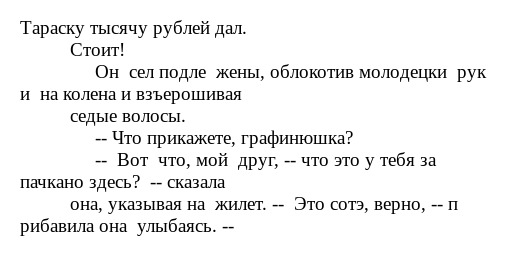 Тараску тысячу рублей дал.
Стоит!
Он  сел подле  жены, облокотив молодецки  рук
и  на колена и взъерошивая
седые волосы.
-- Что прикажете, графинюшка?
--  Вот  что, мой  друг, -- что это у тебя за
пачкано здесь?  -- сказала
она, указывая на  жилет. --  Это сотэ, верно, -- п
рибавила она  улыбаясь. --